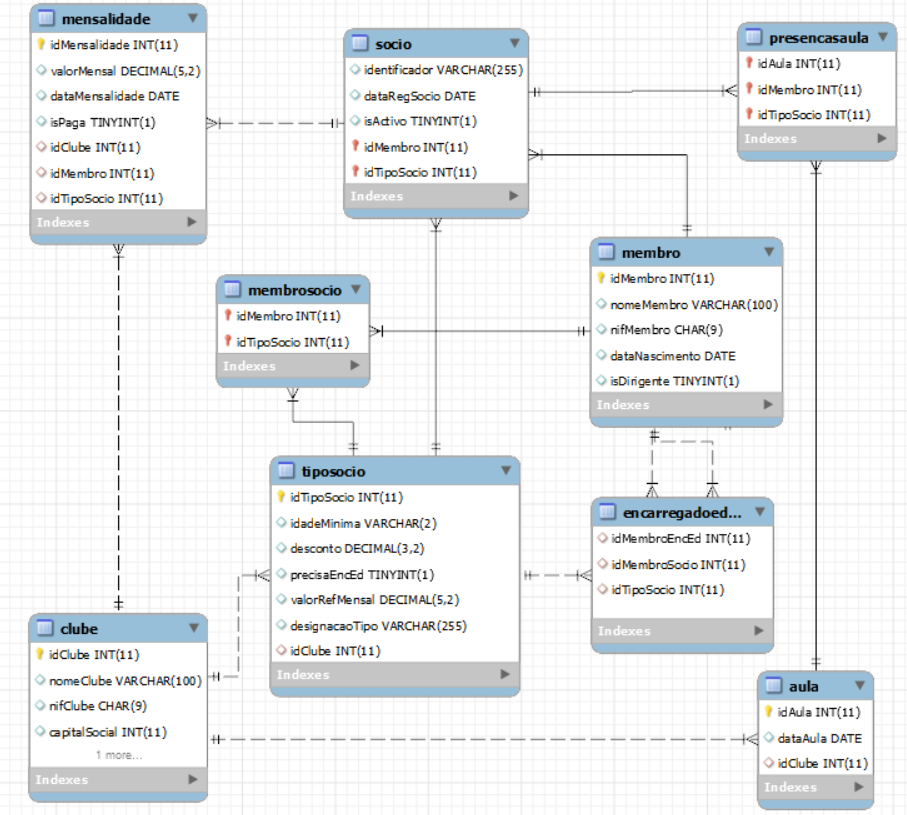 mensalidade
idMensalidade INT(11)
valorMensal DECIMAL(5,2)
dataMensalidade DATE
isPaga TINYINT(1)
idClube INT(11)
idMembro INT(11)
idTipoSocio INT(11)
Indexes
socio
identificador VARCHAR(255)
dataRegSocio DATE
isActivo TINYINT(1)
idMembro INT(11)
idTipoSocio INT(11)
Indexes
presencasaula
idAula INT(11)
idMembro INT(11)
idTipoSocio INT(11)
Indexes
membrosocio
idMembro INT(11)
idTipoSocio INT(11)
Indexes
membro
idMembro INT(11)
nomeMembro VARCHAR(100)
nifMembro CHAR(9)
dataNascimento DATE
isDirigente TINYINT(1)
Indexes
tiposocio
idTipoSocio INT(11)
idadeMinima VARCHAR(2)
desconto DECIMAL(3,2)
precisaEncEd TINYINT(1)
valorRefMensal DECIMAL(5,2)
designacaoTipo VARCHAR(255)
idClube INT(11)
Indexes
encarregadoed...
idMembroEncEd INT(11)
idMembroSocio INT(11)
idTipoSocio INT(11)
Indexes
clube
idClube INT(11)
nomeClube VARCHAR(100)
nifClube CHAR(9)
capitalSocial INT(11)
1 more...
Indexes
aula
idAula INT(11)
dataAula DATE
idClube INT(11)
Indexes